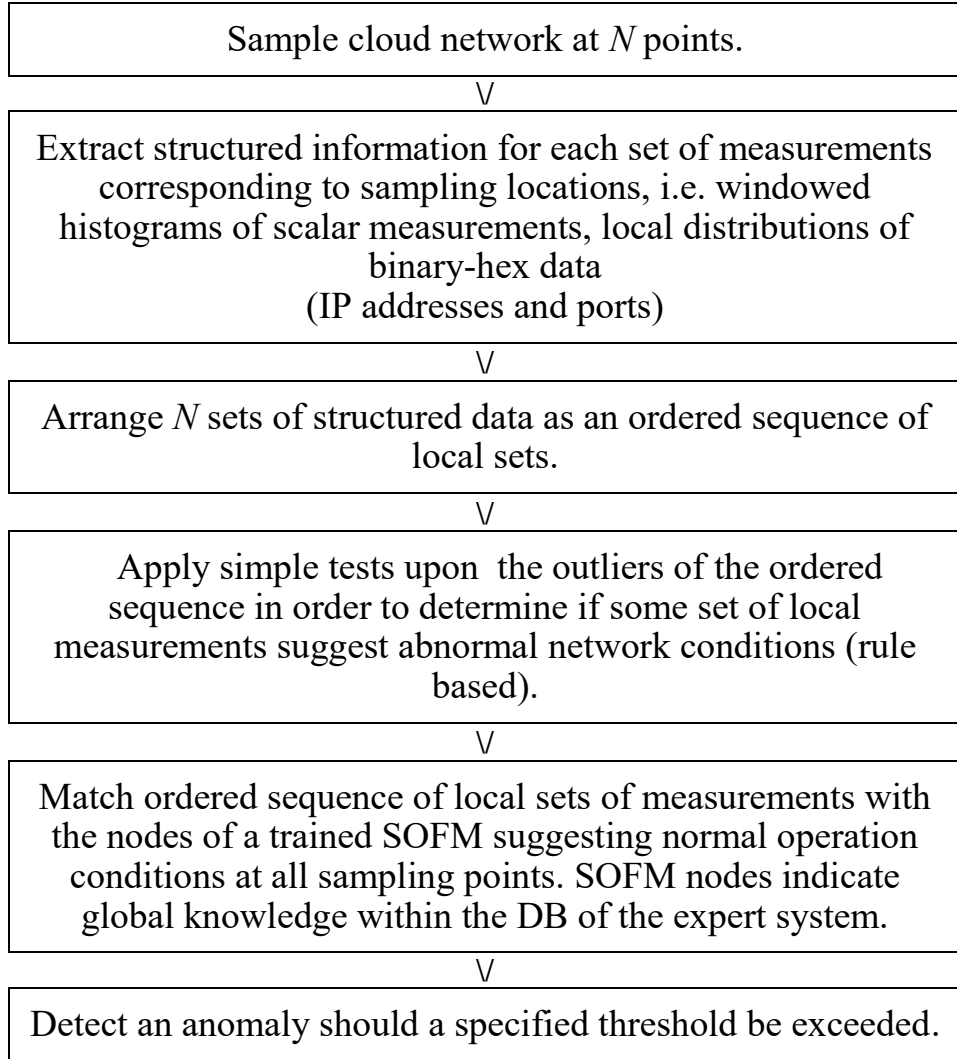 Sample cloud network at N points.
\/
Extract structured information for each set of measurements
corresponding to sampling locations, i.e. windowed
histograms of scalar measurements, local distributions of
binary-hex data
(IP addresses and ports)
\/
Arrange N sets of structured data as an ordered sequence of
local sets.
\/
Apply simple tests upon  the outliers of the ordered
sequence in order to determine if some set of local
measurements suggest abnormal network conditions (rule
based).
\/
Match ordered sequence of local sets of measurements with
the nodes of a trained SOFM suggesting normal operation
conditions at all sampling points. SOFM nodes indicate
global knowledge within the DB of the expert system.
\/
Detect an anomaly should a specified threshold be exceeded.